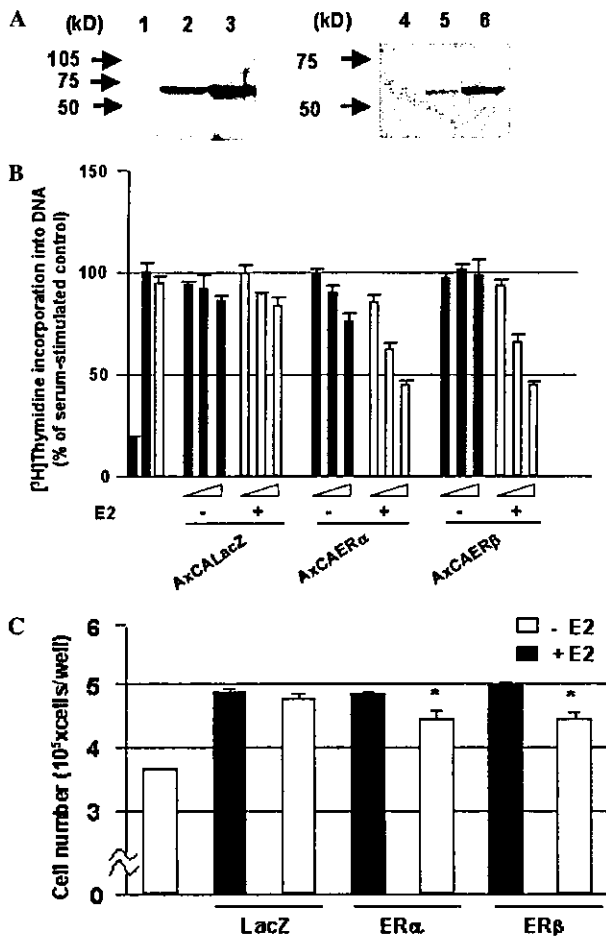 A (kD) 1 2 3 (kD) 4 5 6
105
75
50
75
50
B
[³H]Thymidine incorporation into DNA
(% of serum-stimulated control)
150
100
50
0
E2 - + - + - +
AxCALacZ AxCAERα AxCAERβ
C
Cell number (10⁵xcells/well)
6
5
4
3
0
- E2
+ E2
* *
LacZ ERα ERβ